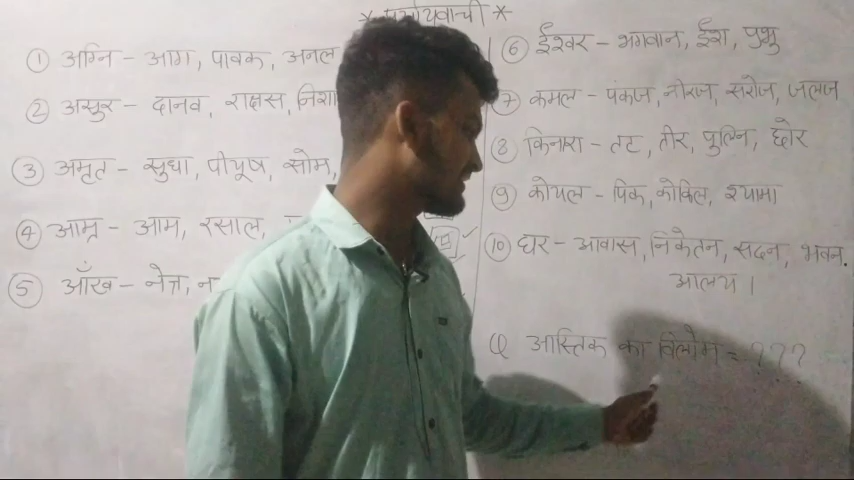 * पर्यायवाची *
① अग्नि - आग, पावक, अनल
② असुर - दानव, राक्षस, निशा
③ अमृत - सुधा, पीयूष, सोम,
④ आम्र - आम, रसाल,
⑤ आँख - नेत्र, न
⑥ ईश्वर - भगवान, ईश, प्रभु
⑦ कमल - पंकज, नीरज, सरोज, जलज
⑧ किनारा - तट, तीर, पुलिन, छोर
⑨ कोयल - पिक, कोकिल, श्यामा
⑩ घर - आवास, निकेतन, सदन, भवन.
आलय ।
Q आस्तिक का विलोम = ???